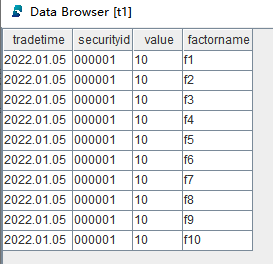 Data Browser [t1]
tradetime securityid value factorname
2022.01.05 000001 10 f1
2022.01.05 000001 10 f2
2022.01.05 000001 10 f3
2022.01.05 000001 10 f4
2022.01.05 000001 10 f5
2022.01.05 000001 10 f6
2022.01.05 000001 10 f7
2022.01.05 000001 10 f8
2022.01.05 000001 10 f9
2022.01.05 000001 10 f10